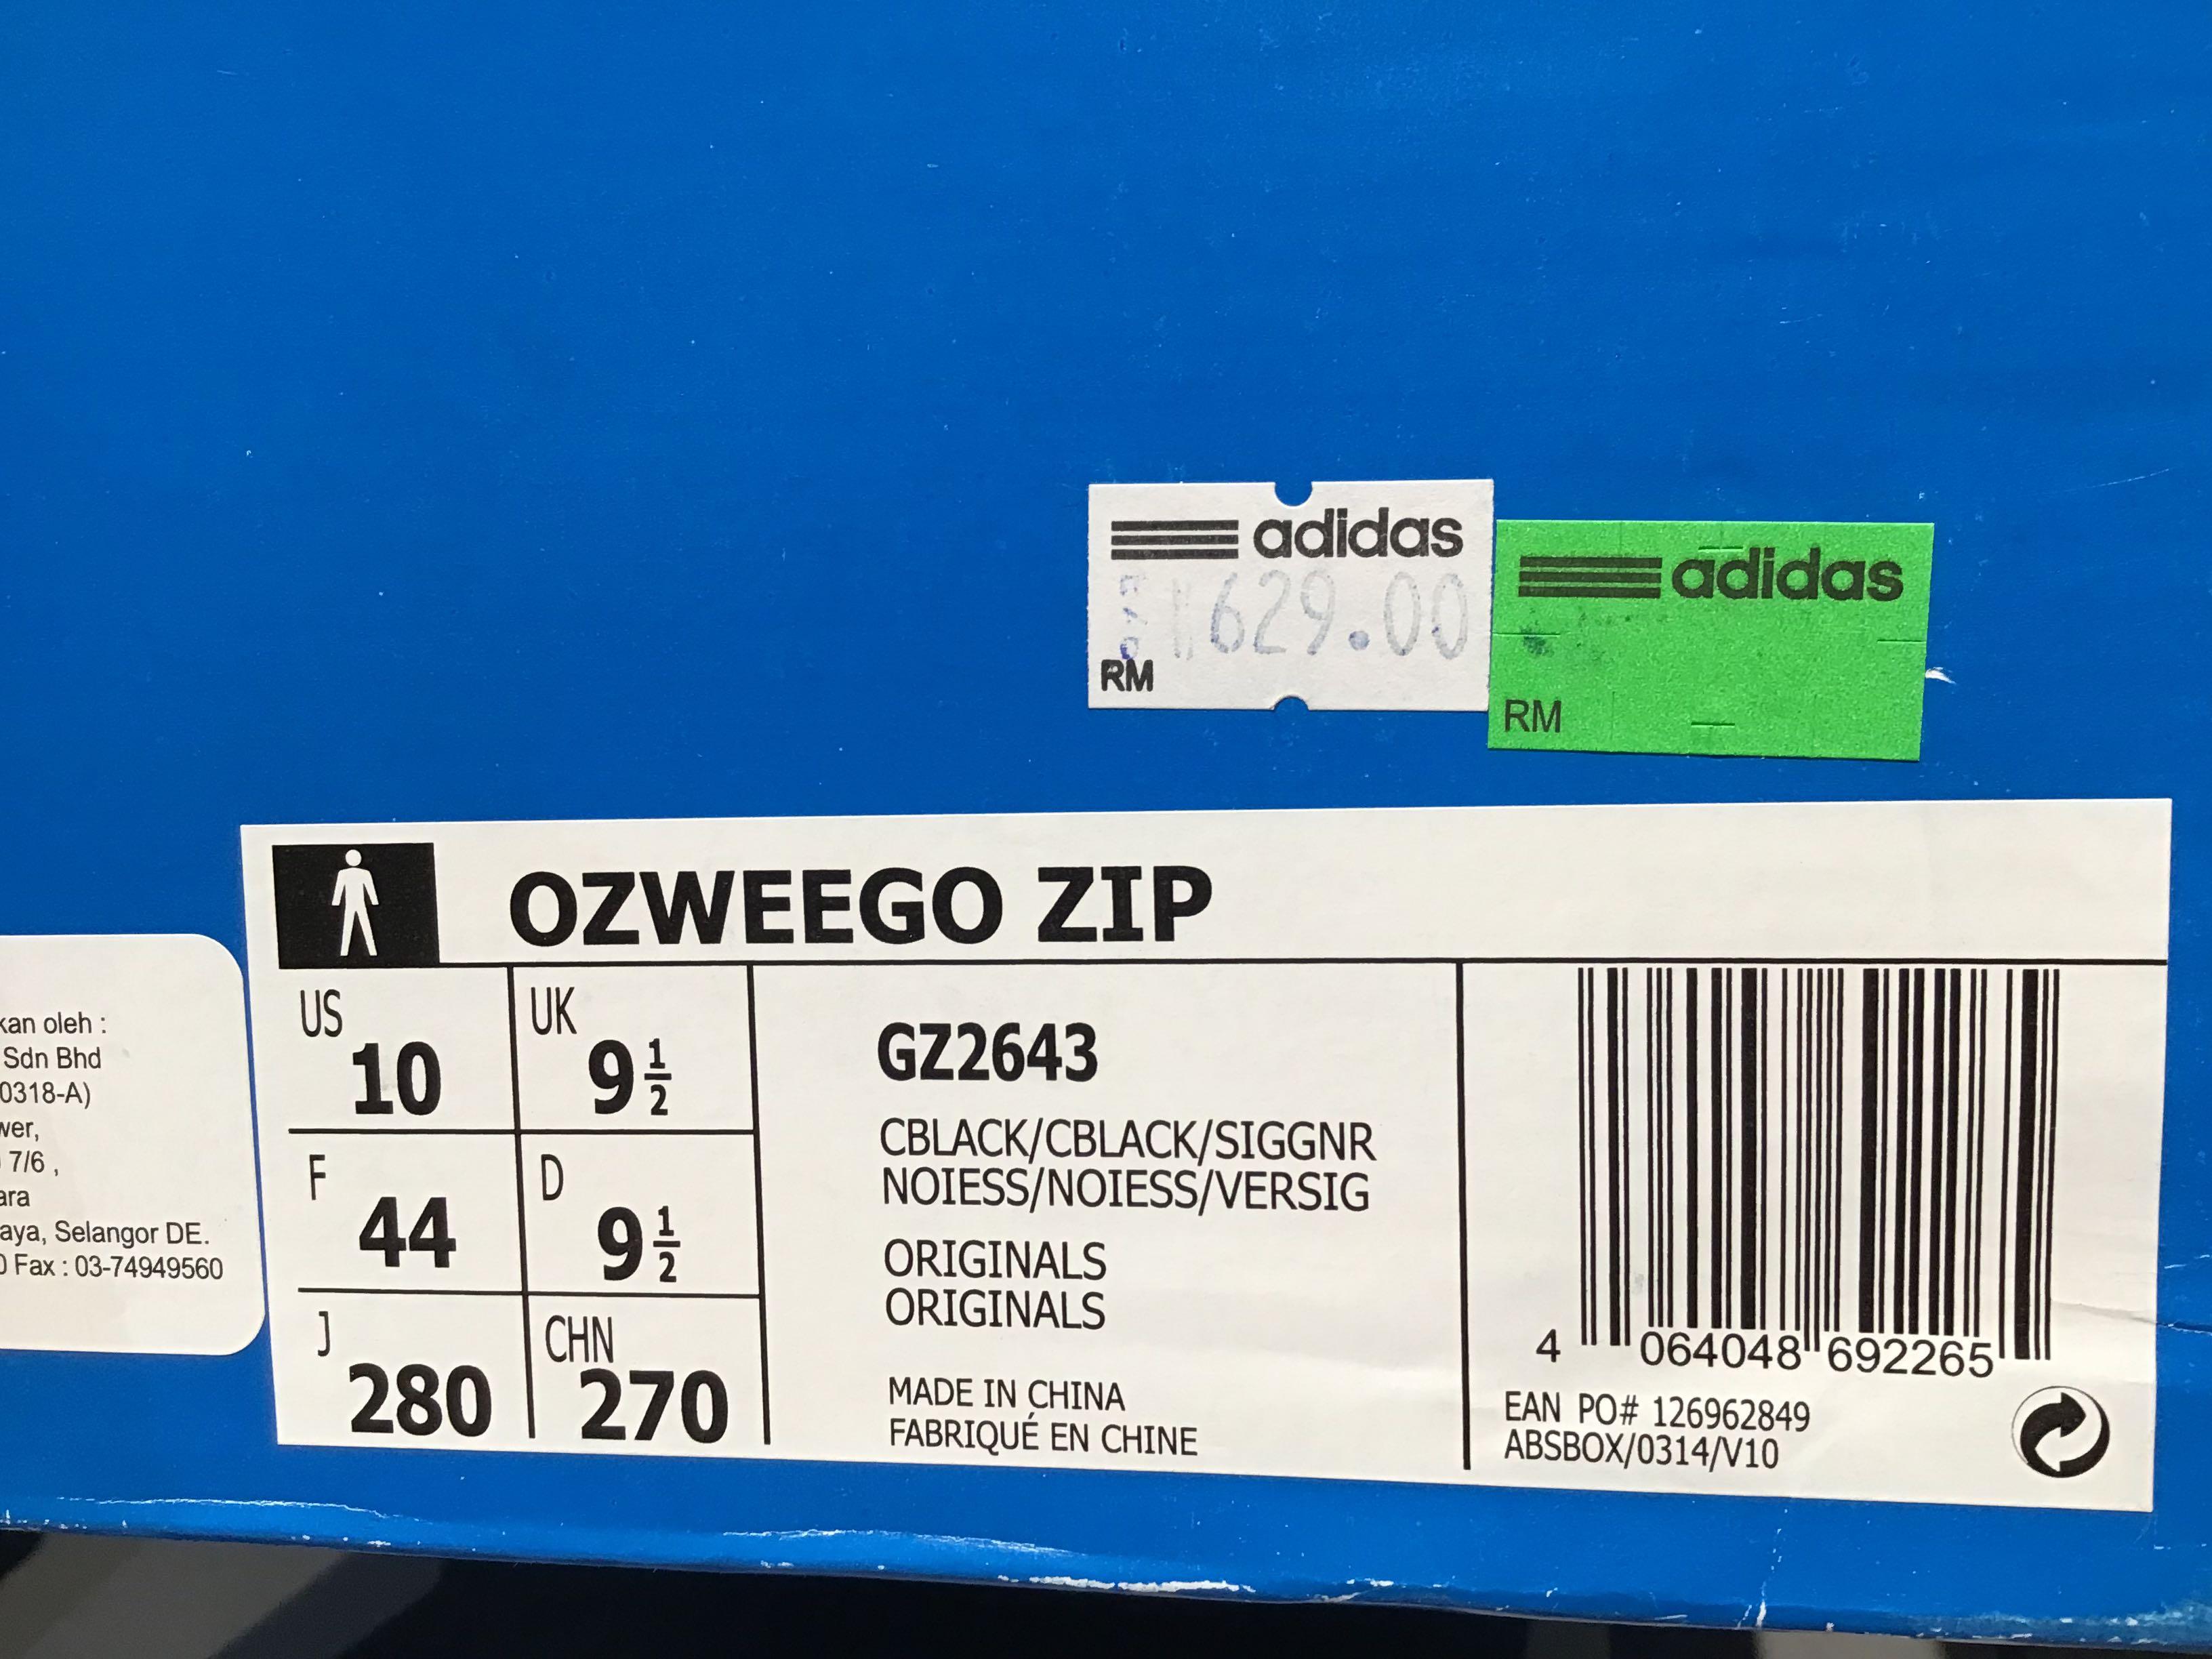 adidas
629.00
RM
adidas
RM
OZWEEGO ZIP
US 10
UK 9 1/2
F 44
D 9 1/2
J 280
CHN 270
GZ2643
CBLACK/CBLACK/SIGGNR
NOIESS/NOIESS/VERSIG
ORIGINALS
ORIGINALS
MADE IN CHINA
FABRIQUÉ EN CHINE
4 064048 692265
EAN PO# 126962849
ABSBOX/0314/V10
kan oleh :
Sdn Bhd
0318-A)
wer,
7/6 ,
ara
aya, Selangor DE.
0 Fax : 03-74949560